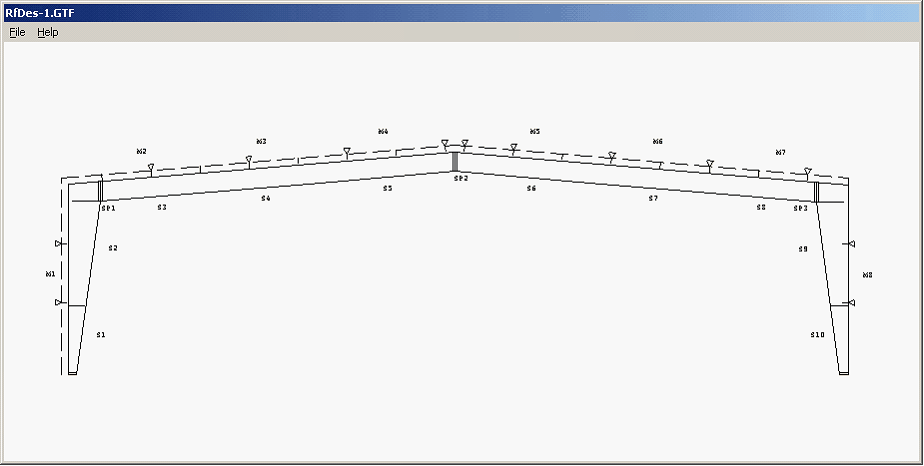 RfDes-1.GTF
File Help
M4 M5
M3 M6
M2 M7
SP2
S5 S6
S4 S7
SP1 S3 S8 SP3
S2 S9
M1 M8
S1 S10